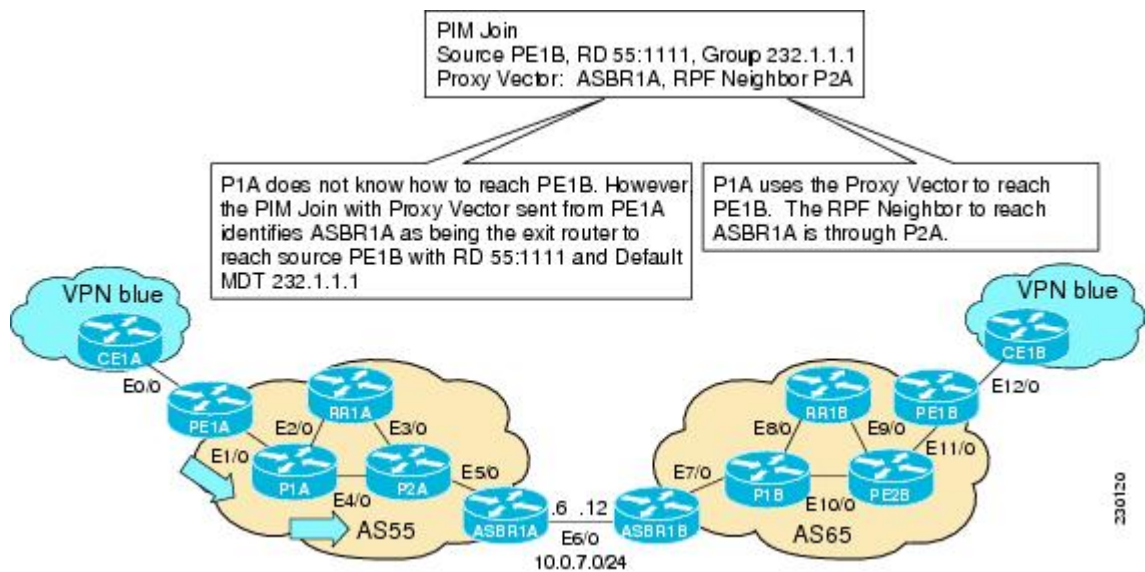 PIM Join
Source PE1B, RD 55:1111, Group 232.1.1.1
Proxy Vector: ASBR1A, RPF Neighbor P2A
P1A does not know how to reach PE1B. However
the PIM Join with Proxy Vector sent from PE1A
identifies ASBR1A as being the exit router to
reach source PE1B with RD 55:1111 and Default
MDT 232.1.1.1
P1A uses the Proxy Vector to reach
PE1B. The RPF Neighbor to reach
ASBR1A is through P2A.
VPN blue
CE1A
E0/0
PE1A
RR1A
E2/0
E3/0
E1/0
P1A
P2A
E5/0
E4/0
AS55
ASBR1A
.6 .12
E6/0
10.0.7.0/24
ASBR1B
VPN blue
CE1B
E12/0
RR1B
PE1B
E8/0
E9/0
E11/0
E7/0
P1B
PE2B
E10/0
AS65
230120